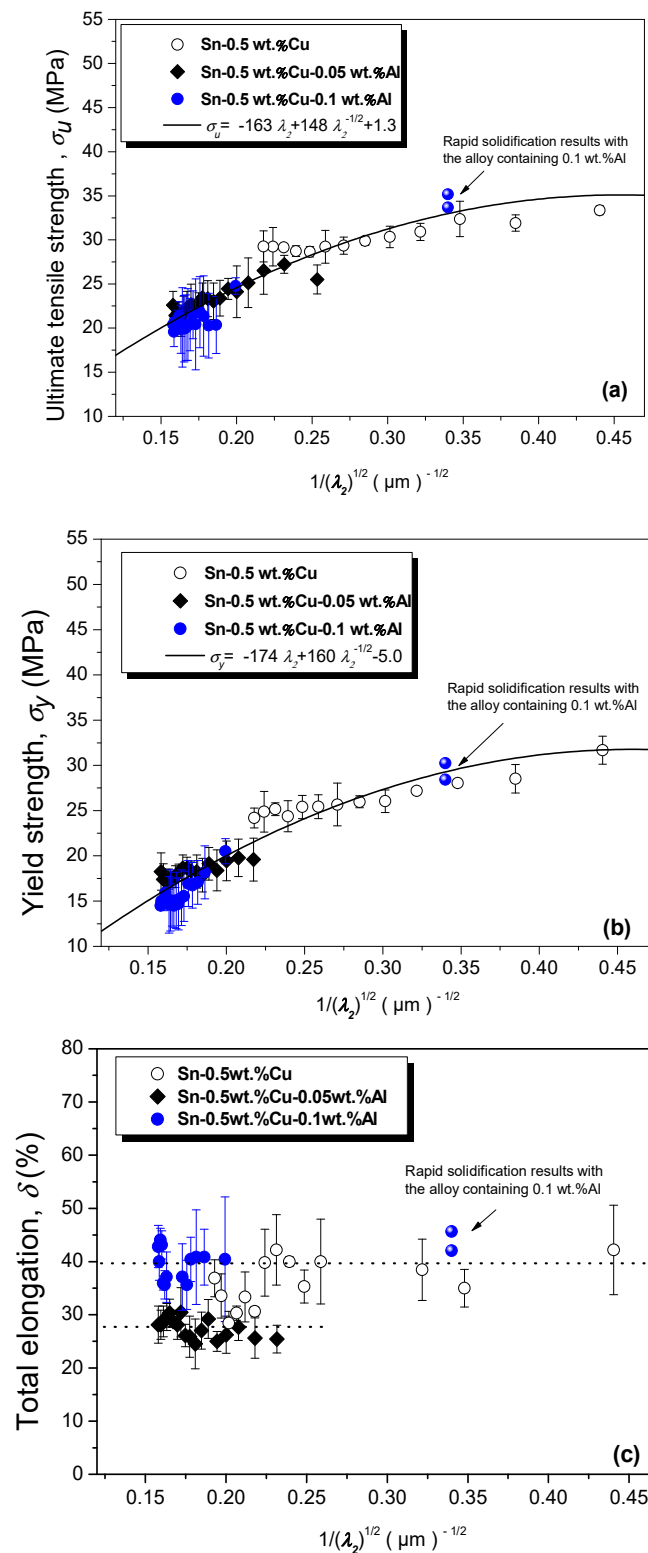 55
50
45
40
35
30
25
20
15
10
Ultimate tensile strength , σu (MPa)
Sn-0.5 wt.%Cu
Sn-0.5 wt.%Cu-0.05 wt.%Al
Sn-0.5 wt.%Cu-0.1 wt.%Al
σu= -163 λ2+148 λ2^-1/2+1.3
Rapid solidification results with
the alloy containing 0.1 wt.%Al
(a)
0.15 0.20 0.25 0.30 0.35 0.40 0.45
1/(λ2)^1/2 ( µm ) ^- 1/2
55
50
45
40
35
30
25
20
15
10
Yield strength, σy (MPa)
Sn-0.5 wt.%Cu
Sn-0.5 wt.%Cu-0.05 wt.%Al
Sn-0.5 wt.%Cu-0.1 wt.%Al
σy= -174 λ2+160 λ2^-1/2-5.0
Rapid solidification results with
the alloy containing 0.1 wt.%Al
(b)
0.15 0.20 0.25 0.30 0.35 0.40 0.45
1/(λ2)^1/2 ( µm ) ^- 1/2
80
70
60
50
40
30
20
10
0
Total elongation, δ (%)
Sn-0.5wt.%Cu
Sn-0.5wt.%Cu-0.05wt.%Al
Sn-0.5wt.%Cu-0.1wt.%Al
Rapid solidification results with
the alloy containing 0.1 wt.%Al
(c)
0.15 0.20 0.25 0.30 0.35 0.40 0.45
1/(λ2)^1/2 ( µm ) ^- 1/2